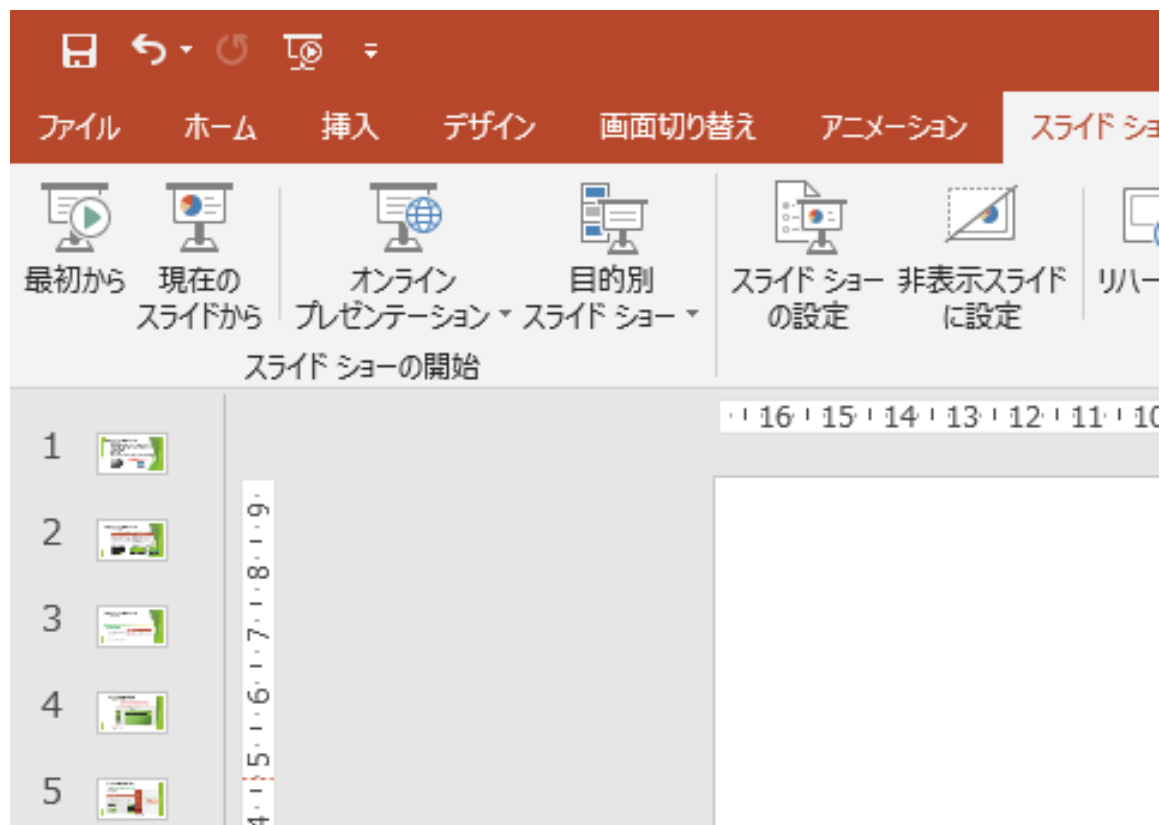 ファイル ホーム 挿入 デザイン 画面切り替え アニメーション スライド ショ
最初から 現在の オンライン 目的別 スライド ショー 非表示スライド リハー
スライドから プレゼンテーション スライド ショー の設定 に設定
スライド ショーの開始
16 15 14 13 12 11 10
1
2
3
4
5
9
8
7
6
5
4